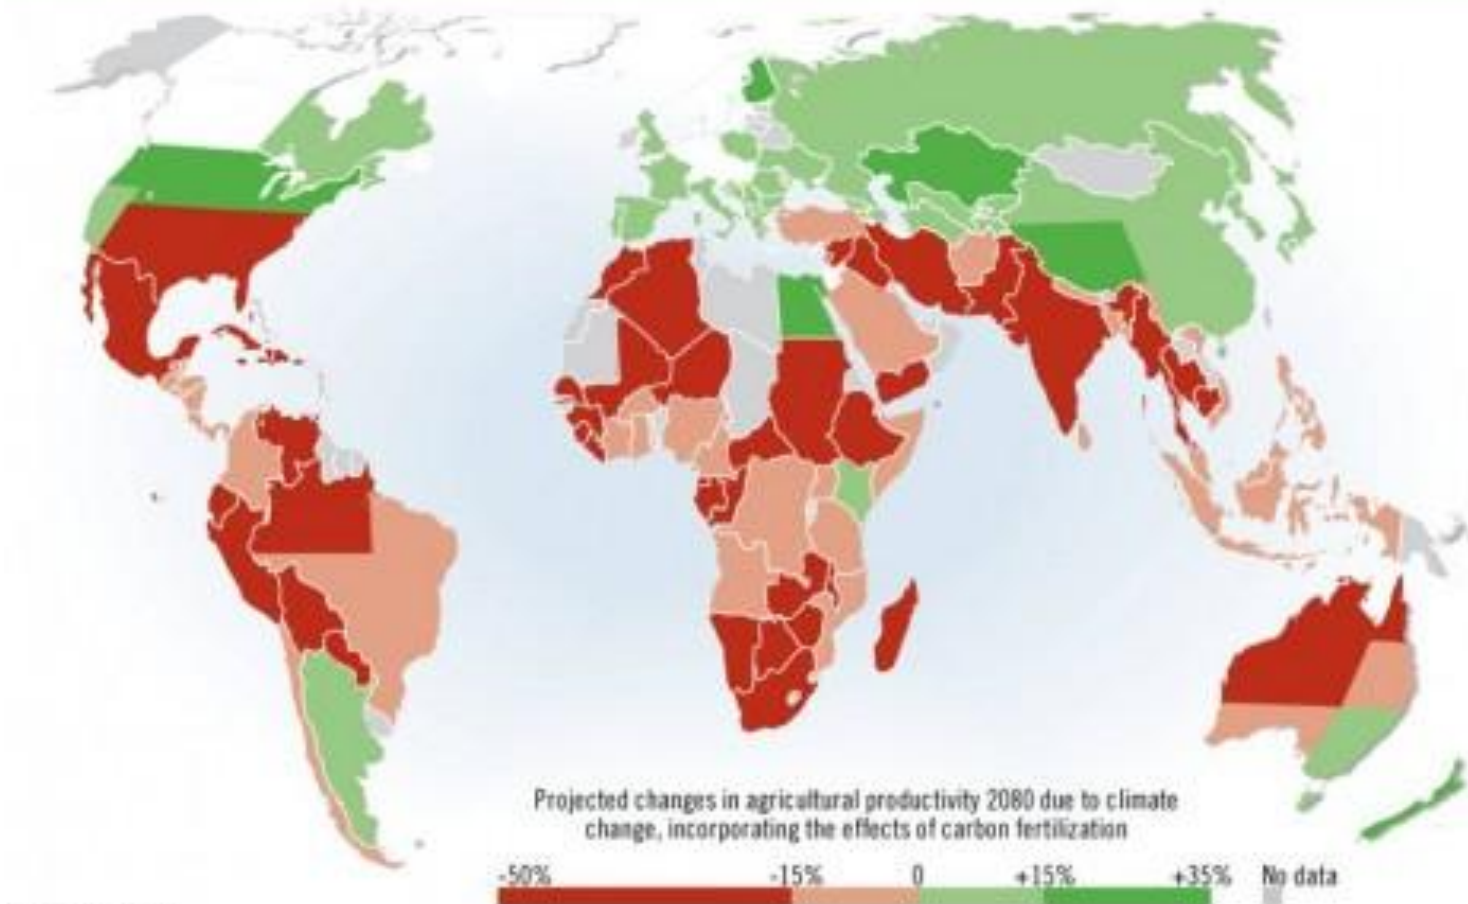 Projected changes in agricultural productivity 2080 due to climate
change, incorporating the effects of carbon fertilization
-50% -15% 0 +15% +35% No data